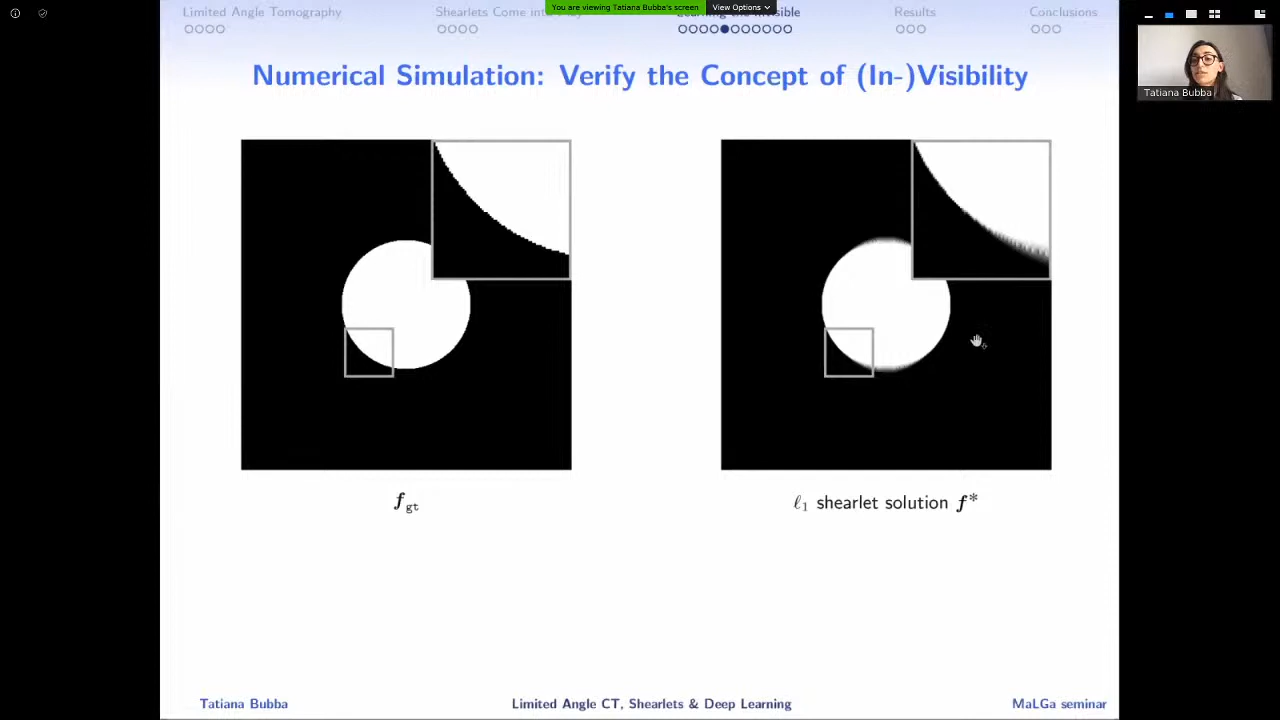 You are viewing Tatiana Bubba's screen View Options
Limited Angle Tomography Shearlets Come into the Invisible Results Conclusions
Numerical Simulation: Verify the Concept of (In-)Visibility
Tatiana Bubba
f_gt ℓ₁ shearlet solution f*
Tatiana Bubba Limited Angle CT, Shearlets & Deep Learning MaLGa seminar